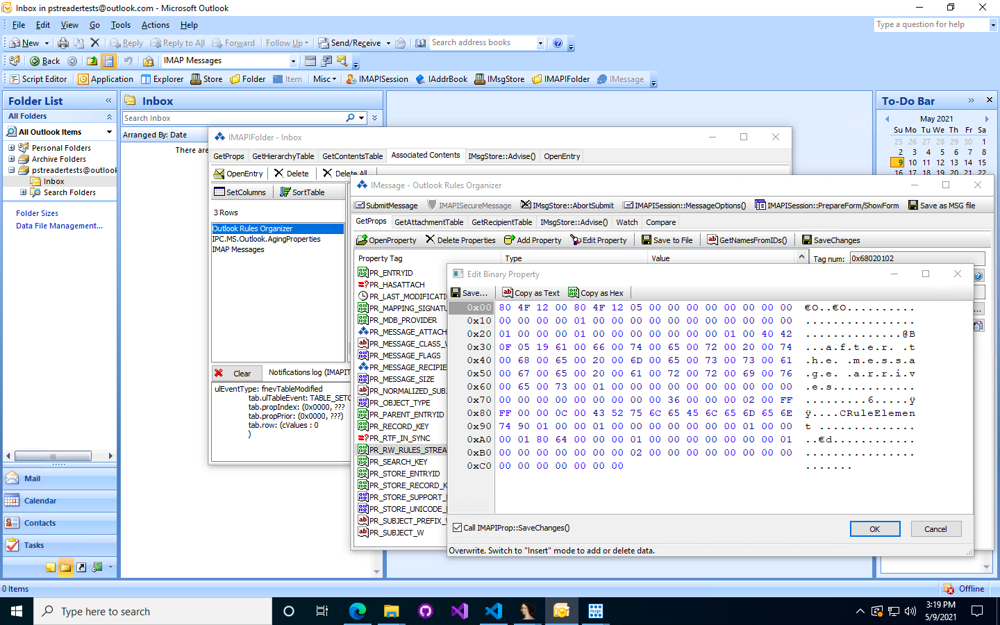 Inbox in pstreadertests@outlook.com - Microsoft Outlook
File Edit View Go Tools Actions Help
Type a question for help
New Reply Reply to All Forward Follow Up Send/Receive Search address books
Back IMAP Messages
Script Editor Application Explorer Store Folder Item Misc IMAPISession IAddrBook IMsgStore IMAPIFolder IMessage
Folder List
All Folders
All Outlook Items
Personal Folders
Archive Folders
pstreadertests@outlook
Inbox
Search Folders
Folder Sizes
Data File Management...
Mail
Calendar
Contacts
Tasks
Inbox
Search Inbox
Arranged By: Date
There are
To-Do Bar
May 2021
Su Mo Tu We Th Fr Sa
25 26 27 28 29 30 1
2 3 4 5 6 7 8
9 10 11 12 13 14 15
16 17 18 19 20 21 22
IMAPIFolder - Inbox
GetProps GetHierarchyTable GetContentsTable Associated Contents IMsgStore::Advise() OpenEntry
OpenEntry Delete Delete All
SetColumns SortTable
3 Rows
Outlook Rules Organizer
IPC.MS.Outlook.AgingProperties
IMAP Messages
Clear Notifications log (IMAPIT
ulEventType: fnevTableModified
tab.ulTableEvent: TABLE_SETC
tab.propIndex: (0x0000, ???
tab.propPrior: (0x0000, ???)
tab.row: (cValues : 0
)
IMessage - Outlook Rules Organizer
SubmitMessage IMAPISecureMessage IMsgStore::AbortSubmit IMAPISession::MessageOptions() IMAPISession::PrepareForm/ShowForm Save as MSG file
GetProps GetAttachmentTable GetRecipientTable IMsgStore::Advise() Watch Compare
OpenProperty Delete Properties Add Property Edit Property Save to File GetNamesFromIDs() SaveChanges
Property Tag Type Value
Tag num: 0x68020102
PR_ENTRYID
PR_HASATTACH
PR_LAST_MODIFICATI
PR_MAPPING_SIGNATU
PR_MDB_PROVIDER
PR_MESSAGE_ATTACH
PR_MESSAGE_CLASS_W
PR_MESSAGE_FLAGS
PR_MESSAGE_RECIPIE
PR_MESSAGE_SIZE
PR_NORMALIZED_SUBJ
PR_OBJECT_TYPE
PR_PARENT_ENTRYID
PR_RECORD_KEY
PR_RTF_IN_SYNC
PR_RW_RULES_STREA
PR_SEARCH_KEY
PR_STORE_ENTRYID
PR_STORE_RECORD_K
PR_STORE_SUPPORT_
PR_STORE_UNICODE_
PR_SUBJECT_PREFIX_
PR_SUBJECT_W
Edit Binary Property
Save... Copy as Text Copy as Hex
0x00 80 4F 12 00 80 4F 12 05 00 00 00 00 00 00 00 00 €O..€O..........
0x10 00 00 00 00 01 00 00 00 00 00 00 00 00 00 00 00 ................
0x20 01 00 00 00 01 00 00 00 00 00 00 00 01 00 40 42 ..............@B
0x30 0F 05 19 61 00 66 00 74 00 65 00 72 00 20 00 74 ...a.f.t.e.r. .t
0x40 00 68 00 65 00 20 00 6D 00 65 00 73 00 73 00 61 .h.e. .m.e.s.s.a
0x50 00 67 00 65 00 20 00 61 00 72 00 72 00 69 00 76 .g.e. .a.r.r.i.v
0x60 00 65 00 73 00 01 00 00 00 00 00 00 00 00 00 00 .e.s............
0x70 00 00 00 00 00 00 00 00 00 36 00 00 00 02 00 FF .........6.....ÿ
0x80 FF 00 00 0C 00 43 52 75 6C 65 45 6C 65 6D 65 6E ÿ....CRuleElemen
0x90 74 90 01 00 00 01 00 00 00 00 00 00 00 01 00 00 t...............
0xA0 00 01 80 64 00 00 00 01 00 00 00 00 00 00 00 01 ..€d............
0xB0 00 00 00 00 00 00 00 02 00 00 00 00 00 00 00 00 ................
0xC0 00 00 00 00 00 00 00 .......
Call IMAPIProp::SaveChanges()
OK Cancel
Overwrite. Switch to "Insert" mode to add or delete data.
0 Items
Offline
Type here to search
3:19 PM
5/9/2021